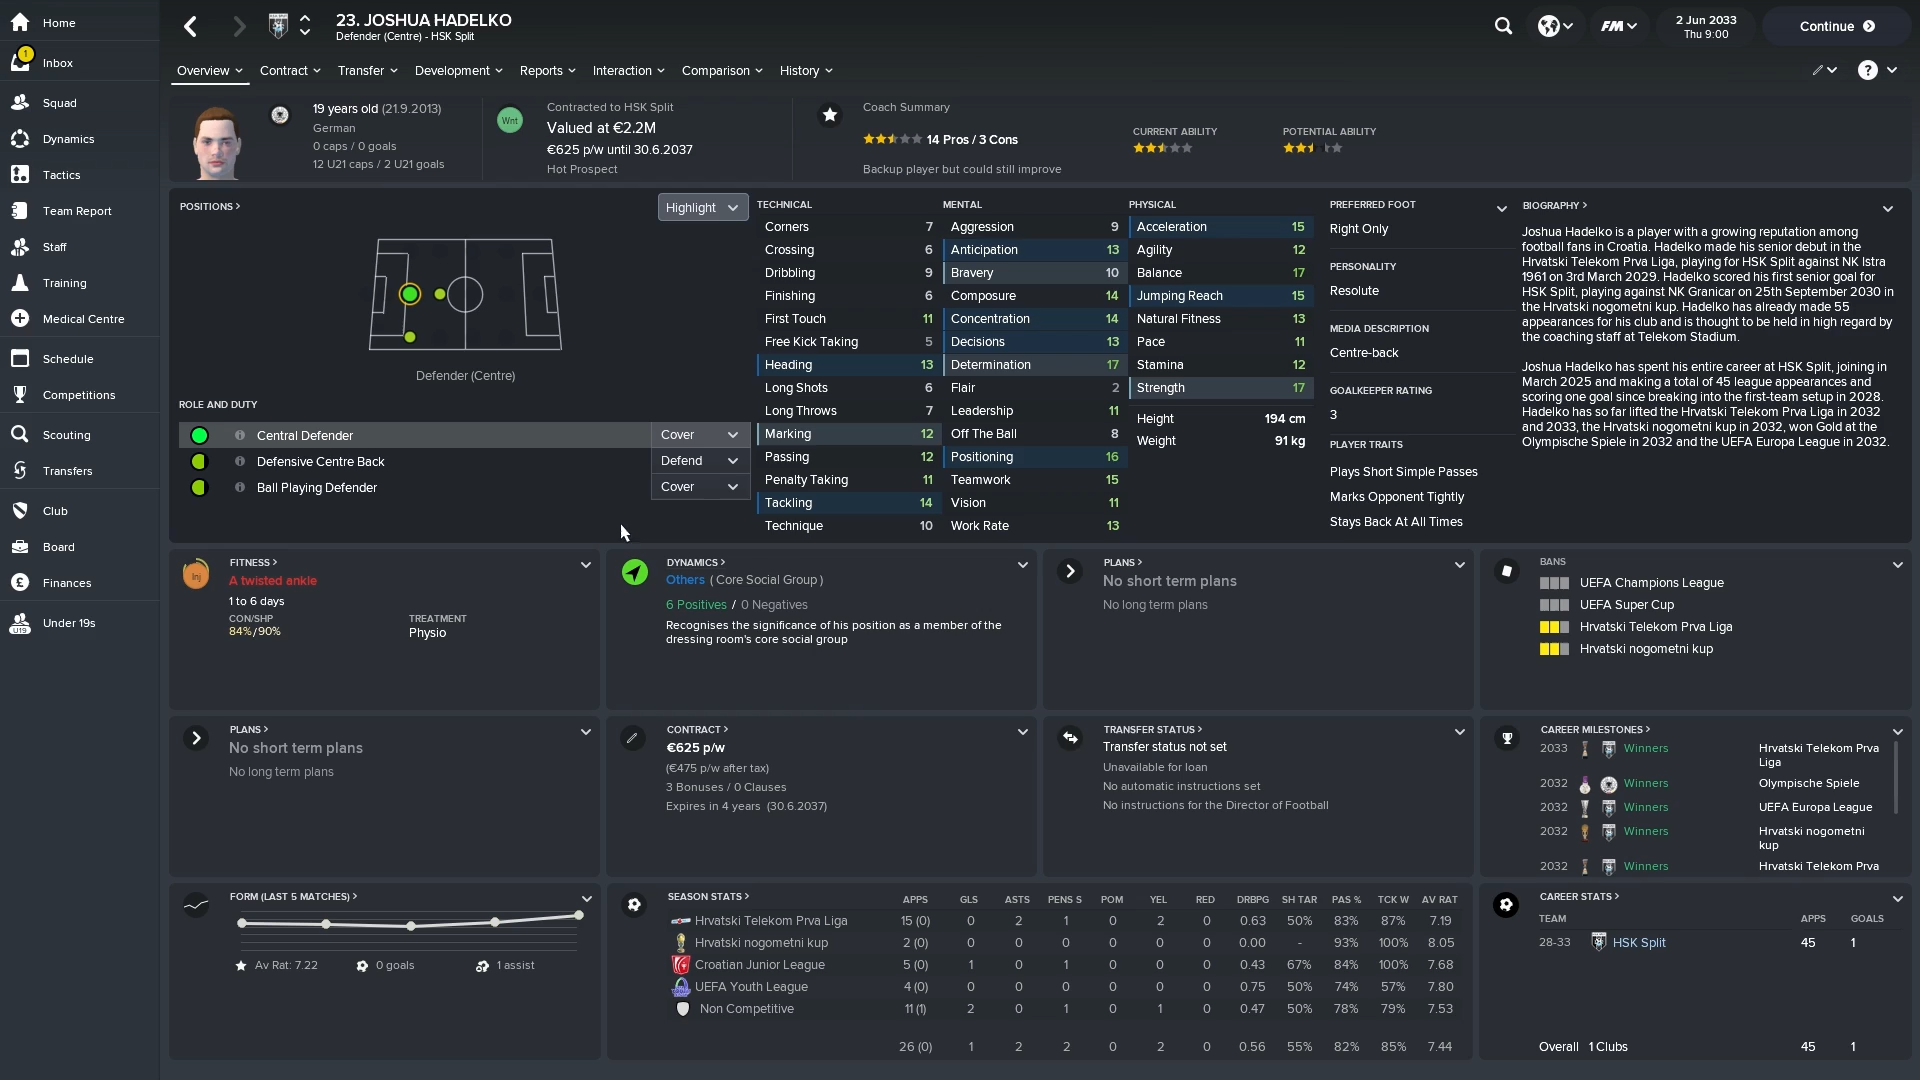 Home
Inbox
1
Squad
Dynamics
Tactics
Team Report
Staff
Training
Medical Centre
Schedule
Competitions
Scouting
Transfers
Club
Board
Finances
Under 19s
U19
23. JOSHUA HADELKO
Defender (Centre) - HSK Split
FM
2 Jun 2033
Thu 9:00
Continue
Overview Contract Transfer Development Reports Interaction Comparison History
?
19 years old (21.9.2013)
German
0 caps / 0 goals
12 U21 caps / 2 U21 goals
Wnt
Contracted to HSK Split
Valued at €2.2M
€625 p/w until 30.6.2037
Hot Prospect
Coach Summary
14 Pros / 3 Cons
Backup player but could still improve
CURRENT ABILITY
POTENTIAL ABILITY
POSITIONS >
Highlight
Defender (Centre)
ROLE AND DUTY
Central Defender Cover
Defensive Centre Back Defend
Ball Playing Defender Cover
TECHNICAL
Corners 7
Crossing 6
Dribbling 9
Finishing 6
First Touch 11
Free Kick Taking 5
Heading 13
Long Shots 6
Long Throws 7
Marking 12
Passing 12
Penalty Taking 11
Tackling 14
Technique 10
MENTAL
Aggression 9
Anticipation 13
Bravery 10
Composure 14
Concentration 14
Decisions 13
Determination 17
Flair 2
Leadership 11
Off The Ball 8
Positioning 16
Teamwork 15
Vision 11
Work Rate 13
PHYSICAL
Acceleration 15
Agility 12
Balance 17
Jumping Reach 15
Natural Fitness 13
Pace 11
Stamina 12
Strength 17
Height 194 cm
Weight 91 kg
PREFERRED FOOT
Right Only
PERSONALITY
Resolute
MEDIA DESCRIPTION
Centre-back
GOALKEEPER RATING
3
PLAYER TRAITS
Plays Short Simple Passes
Marks Opponent Tightly
Stays Back At All Times
BIOGRAPHY >
Joshua Hadelko is a player with a growing reputation among
football fans in Croatia. Hadelko made his senior debut in the
Hrvatski Telekom Prva Liga, playing for HSK Split against NK Istra
1961 on 3rd March 2029. Hadelko scored his first senior goal for
HSK Split, playing against NK Granicar on 25th September 2030 in
the Hrvatski nogometni kup. Hadelko has already made 55
appearances for his club and is thought to be held in high regard by
the coaching staff at Telekom Stadium.
Joshua Hadelko has spent his entire career at HSK Split, joining in
March 2025 and making a total of 45 league appearances and
scoring one goal since breaking into the first-team setup in 2028.
Hadelko has so far lifted the Hrvatski Telekom Prva Liga in 2032
and 2033, the Hrvatski nogometni kup in 2032, won Gold at the
Olympische Spiele in 2032 and the UEFA Europa League in 2032.
Inj
FITNESS >
A twisted ankle
1 to 6 days
CON/SHP
84%/90%
TREATMENT
Physio
DYNAMICS >
Others ( Core Social Group )
6 Positives / 0 Negatives
Recognises the significance of his position as a member of the
dressing room's core social group
PLANS >
No short term plans
No long term plans
BANS
UEFA Champions League
UEFA Super Cup
Hrvatski Telekom Prva Liga
Hrvatski nogometni kup
PLANS >
No short term plans
No long term plans
CONTRACT >
€625 p/w
(€475 p/w after tax)
3 Bonuses / 0 Clauses
Expires in 4 years (30.6.2037)
TRANSFER STATUS >
Transfer status not set
Unavailable for loan
No automatic instructions set
No instructions for the Director of Football
CAREER MILESTONES >
2033 Winners Hrvatski Telekom Prva
Liga
2032 Winners Olympische Spiele
2032 Winners UEFA Europa League
2032 Winners Hrvatski nogometni
kup
2032 Winners Hrvatski Telekom Prva
FORM (LAST 5 MATCHES) >
Av Rat: 7.22 0 goals 1 assist
SEASON STATS > APPS GLS ASTS PENS S POM YEL RED DRBPG SH TAR PAS % TCK W AV RAT
Hrvatski Telekom Prva Liga 15 (0) 0 2 1 0 2 0 0.63 50% 83% 87% 7.19
Hrvatski nogometni kup 2 (0) 0 0 0 0 0 0 0.00 - 93% 100% 8.05
Croatian Junior League 5 (0) 1 0 1 0 0 0 0.43 67% 84% 100% 7.68
UEFA Youth League 4 (0) 0 0 0 0 0 0 0.75 50% 74% 57% 7.80
Non Competitive 11 (1) 2 0 1 0 1 0 0.47 50% 78% 79% 7.53
26 (0) 1 2 2 0 2 0 0.56 55% 82% 85% 7.44
CAREER STATS >
TEAM APPS GOALS
28-33 HSK Split 45 1
Overall 1 Clubs 45 1